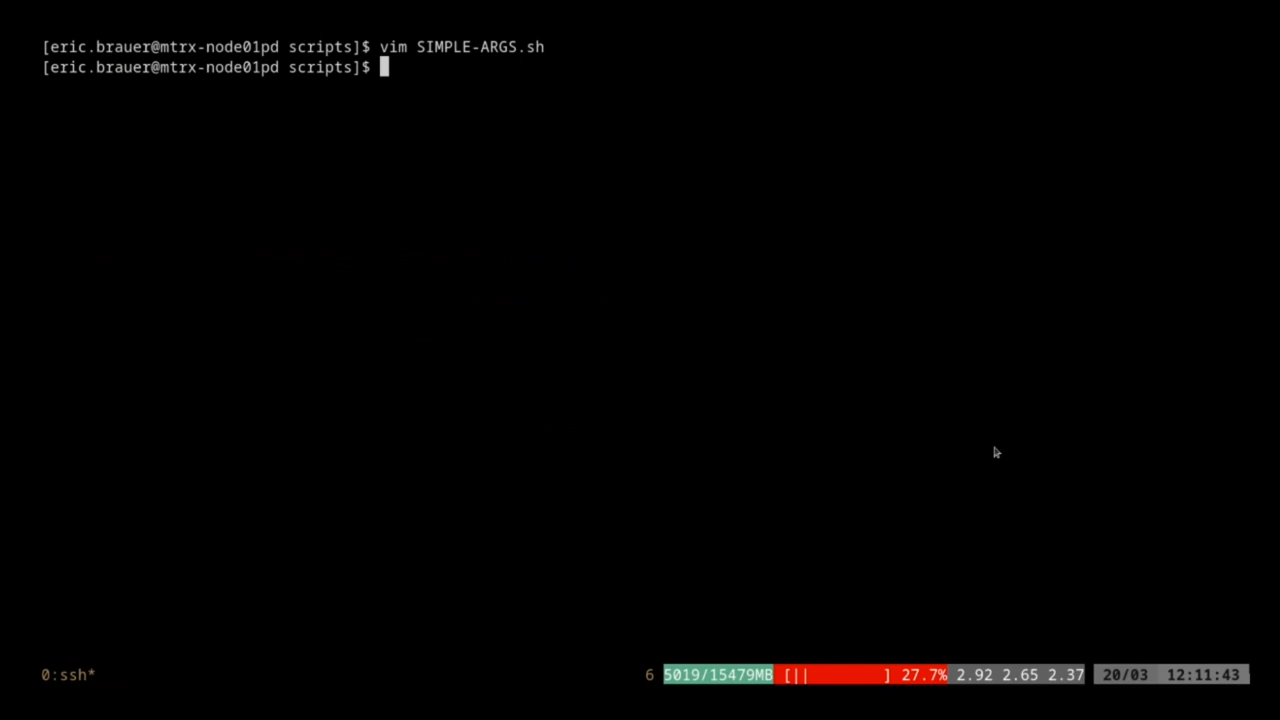 [eric.brauer@mtrx-node01pd scripts]$ vim SIMPLE-ARGS.sh
[eric.brauer@mtrx-node01pd scripts]$
0:ssh* 6 5019/15479MB [|| ] 27.7% 2.92 2.65 2.37 20/03 12:11:43